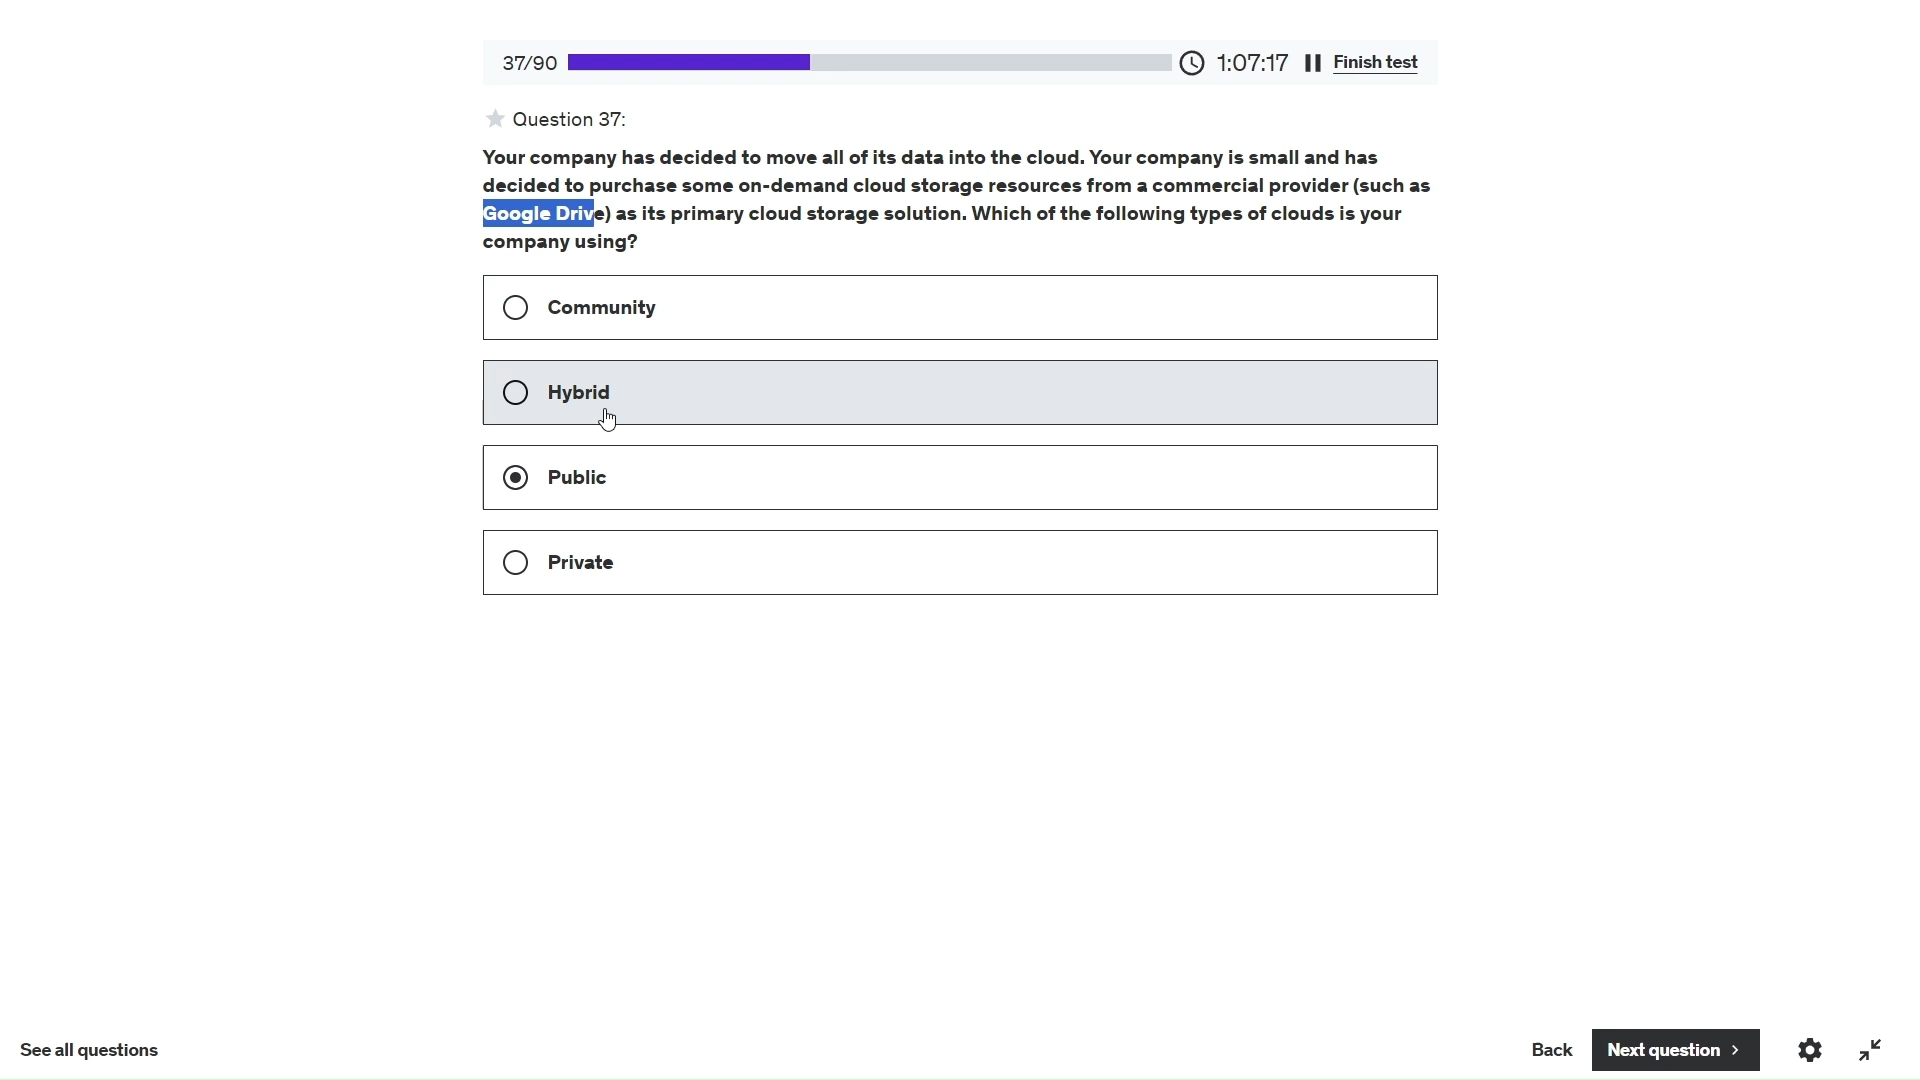 37/90
1:07:17
Finish test
Question 37:
Your company has decided to move all of its data into the cloud. Your company is small and has
decided to purchase some on-demand cloud storage resources from a commercial provider (such as
Google Drive) as its primary cloud storage solution. Which of the following types of clouds is your
company using?
Community
Hybrid
Public
Private
See all questions
Back
Next question